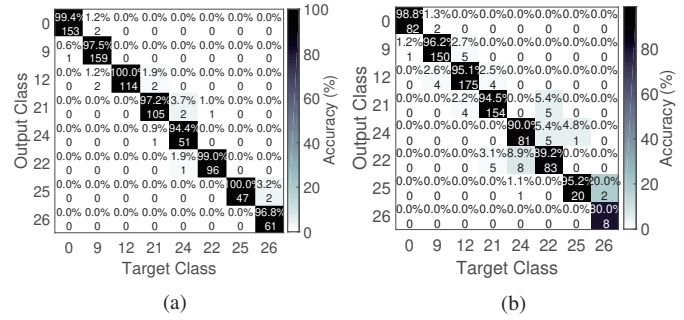 0 99.4% 1.2% 0.0% 0.0% 0.0% 0.0% 0.0% 0.0%
153 2 0 0 0 0 0 0
9 0.6% 97.5% 0.0% 0.0% 0.0% 0.0% 0.0% 0.0%
1 159 0 0 0 0 0 0
12 0.0% 1.2% 100.0% 1.9% 0.0% 0.0% 0.0% 0.0%
0 2 114 2 0 0 0 0
21 0.0% 0.0% 0.0% 97.2% 3.7% 1.0% 0.0% 0.0%
0 0 0 105 2 1 0 0
24 0.0% 0.0% 0.0% 0.9% 94.4% 0.0% 0.0% 0.0%
0 0 0 1 51 0 0 0
22 0.0% 0.0% 0.0% 0.0% 1.9% 99.0% 0.0% 0.0%
0 0 0 0 1 96 0 0
25 0.0% 0.0% 0.0% 0.0% 0.0% 0.0% 100.0% 3.2%
0 0 0 0 0 0 47 2
26 0.0% 0.0% 0.0% 0.0% 0.0% 0.0% 0.0% 96.8%
0 0 0 0 0 0 0 61
0 9 12 21 24 22 25 26
Target Class
Output Class
100
80
60
40
20
0
Accuracy (%)
(a)
0 98.8% 1.3% 0.0% 0.0% 0.0% 0.0% 0.0% 0.0%
82 2 0 0 0 0 0 0
9 1.2% 96.2% 2.7% 0.0% 0.0% 0.0% 0.0% 0.0%
1 150 5 0 0 0 0 0
12 0.0% 2.6% 95.1% 2.5% 0.0% 0.0% 0.0% 0.0%
0 4 175 4 0 0 0 0
21 0.0% 0.0% 2.2% 94.5% 0.0% 5.4% 0.0% 0.0%
0 0 4 154 0 5 0 0
24 0.0% 0.0% 0.0% 0.0% 90.0% 5.4% 4.8% 0.0%
0 0 0 0 81 5 1 0
22 0.0% 0.0% 0.0% 3.1% 8.9% 89.2% 0.0% 0.0%
0 0 0 5 8 83 0 0
25 0.0% 0.0% 0.0% 0.0% 1.1% 0.0% 95.2% 20.0%
0 0 0 0 1 0 20 2
26 0.0% 0.0% 0.0% 0.0% 0.0% 0.0% 0.0% 80.0%
0 0 0 0 0 0 0 8
0 9 12 21 24 22 25 26
Target Class
Output Class
80
60
40
20
0
Accuracy (%)
(b)